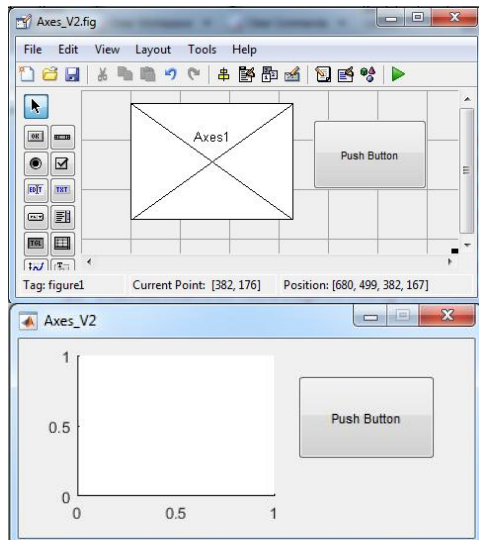 Axes_V2.fig
File Edit View Layout Tools Help
Axes1
Push Button
OK
EDIT TXT
TGL
Tag: figure1 Current Point: [382, 176] Position: [680, 499, 382, 167]
Axes_V2
1
0.5
0
0 0.5 1
Push Button